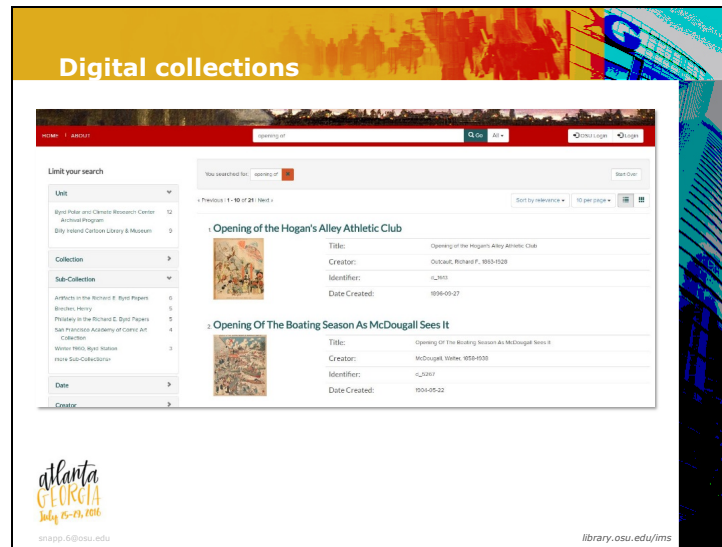 Digital collections
HOME | ABOUT
opening of
Go
All
OSU Login
Login
Limit your search
You searched for: opening of
Start Over
Unit
Byrd Polar and Climate Research Center Archival Program 12
Billy Ireland Cartoon Library & Museum 9
Collection
Sub-Collection
Artifacts in the Richard E. Byrd Papers 6
Brecher, Henry 5
Philately in the Richard E. Byrd Papers 5
San Francisco Academy of Comic Art Collection 4
Winter 1960, Byrd Station
more Sub-Collections»
Date
Creator
« Previous | 1 - 10 of 21 | Next »
Sort by relevance
10 per page
1. Opening of the Hogan's Alley Athletic Club
Title: Opening of the Hogan's Alley Athletic Club
Creator: Outcault, Richard F., 1863-1928
Identifier:
Date Created: 1896-09-27
2. Opening Of The Boating Season As McDougall Sees It
Title: Opening Of The Boating Season As McDougall Sees It
Creator: McDougall, Walter, 1858-1938
Identifier: d_5267
Date Created: 1904-05-22
atlanta
GEORGIA
July 15-19, 2016
snapp.6@osu.edu
library.osu.edu/ims